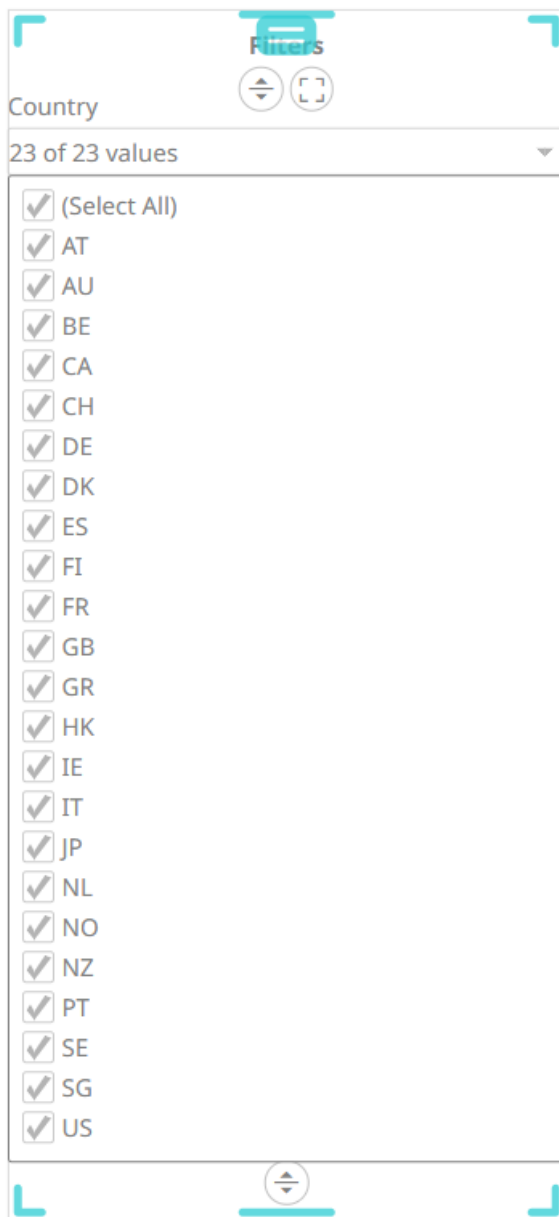 Filters
Country
23 of 23 values
(Select All)
AT
AU
BE
CA
CH
DE
DK
ES
FI
FR
GB
GR
HK
IE
IT
JP
NL
NO
NZ
PT
SE
SG
US